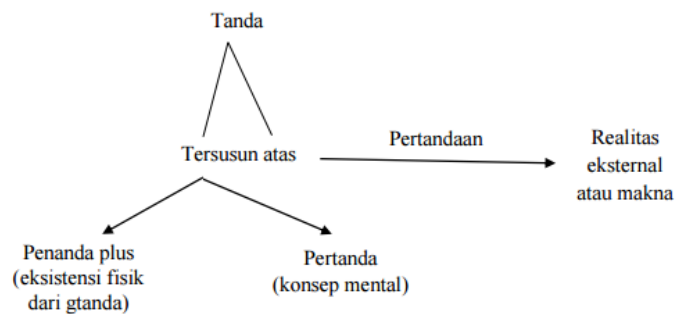 Tanda
Pertandaan
Tersusun atas
Realitas
eksternal
atau makna
Penanda plus
(eksistensi fisik
dari gtanda)
Pertanda
(konsep mental)